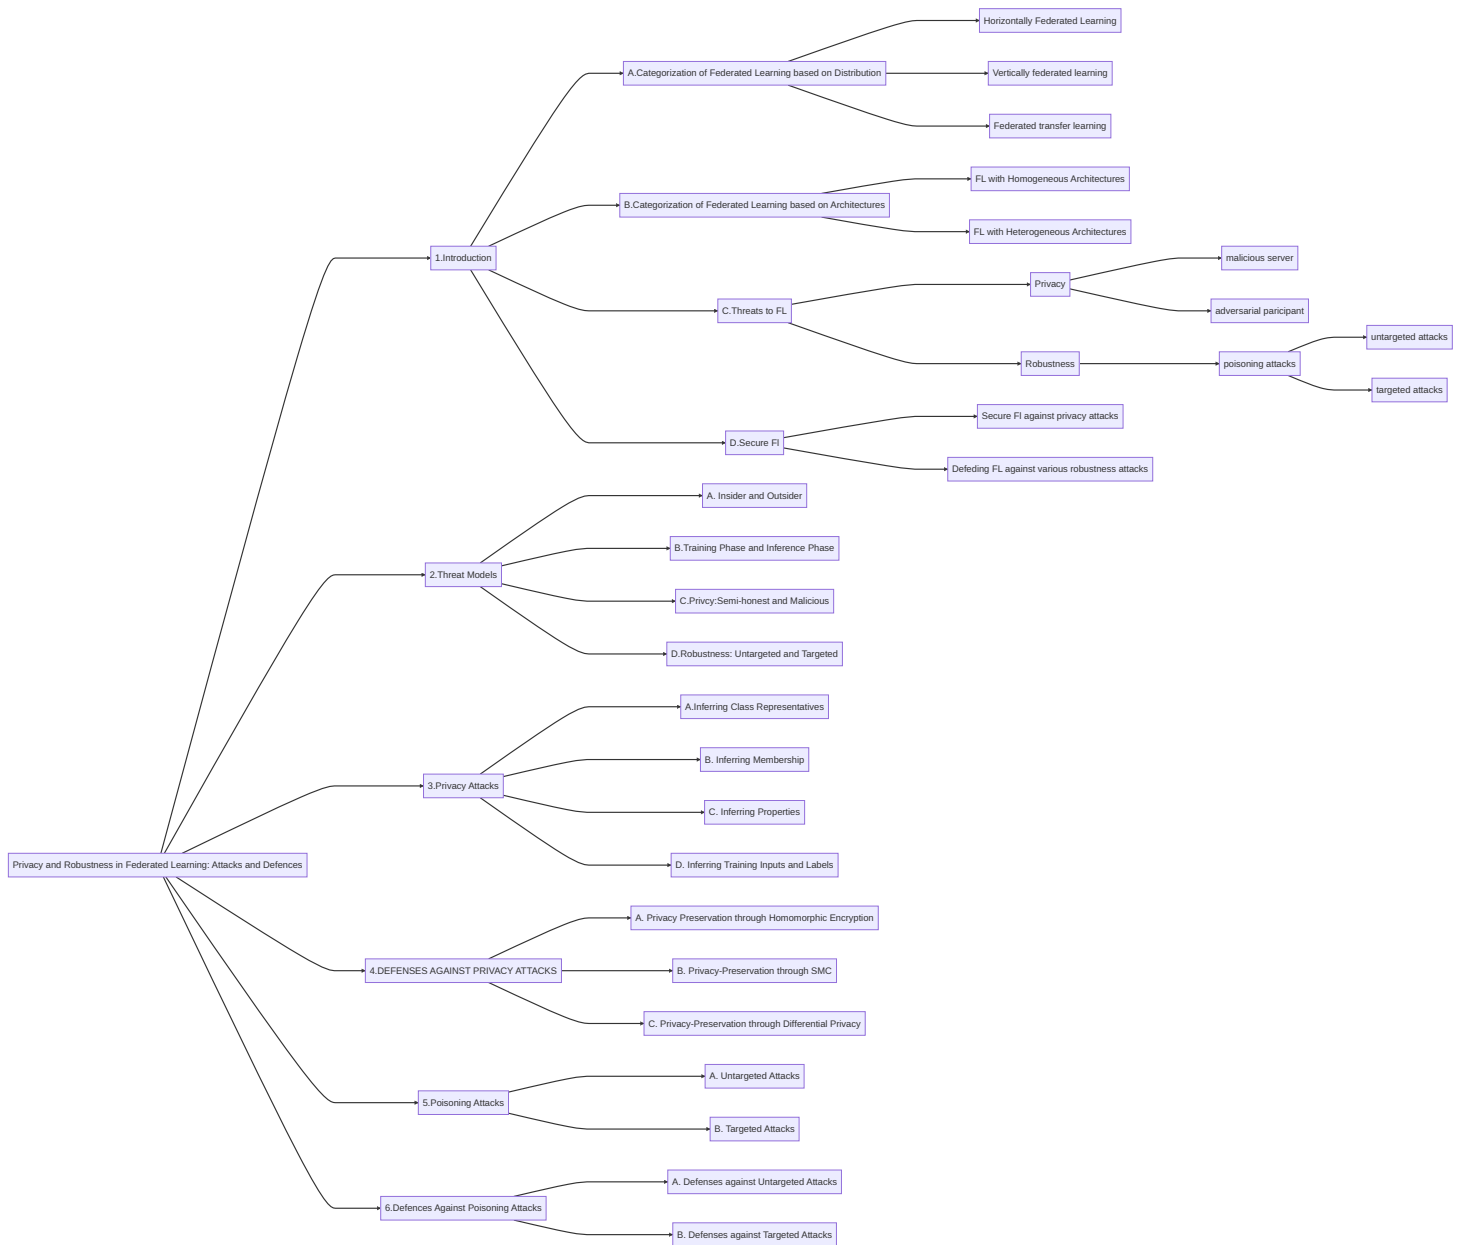 Privacy and Robustness in Federated Learning: Attacks and Defences
1.Introduction
A.Categorization of Federated Learning based on Distribution
Horizontally Federated Learning
Vertically federated learning
Federated transfer learning
B.Categorization of Federated Learning based on Architectures
FL with Homogeneous Architectures
FL with Heterogeneous Architectures
C.Threats to FL
Privacy
malicious server
adversarial paricipant
Robustness
poisoning attacks
untargeted attacks
targeted attacks
D.Secure Fl
Secure Fl against privacy attacks
Defeding FL against various robustness attacks
2.Threat Models
A. Insider and Outsider
B.Training Phase and Inference Phase
C.Privcy:Semi-honest and Malicious
D.Robustness: Untargeted and Targeted
3.Privacy Attacks
A.Inferring Class Representatives
B. Inferring Membership
C. Inferring Properties
D. Inferring Training Inputs and Labels
4.DEFENSES AGAINST PRIVACY ATTACKS
A. Privacy Preservation through Homomorphic Encryption
B. Privacy-Preservation through SMC
C. Privacy-Preservation through Differential Privacy
5.Poisoning Attacks
A. Untargeted Attacks
B. Targeted Attacks
6.Defences Against Poisoning Attacks
A. Defenses against Untargeted Attacks
B. Defenses against Targeted Attacks